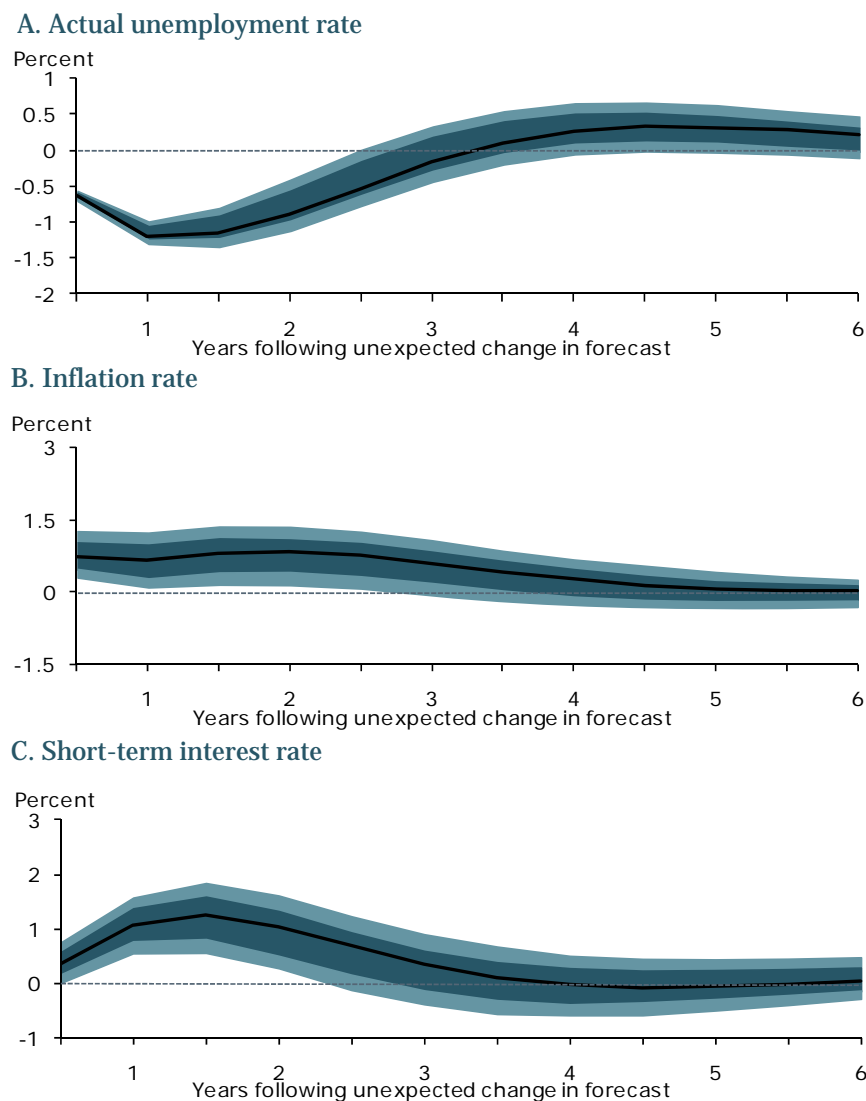 A. Actual unemployment rate
Percent
1
0.5
0
-0.5
-1
-1.5
-2
1 2 3 4 5 6
Years following unexpected change in forecast
B. Inflation rate
Percent
3
1.5
0
-1.5
1 2 3 4 5 6
Years following unexpected change in forecast
C. Short-term interest rate
Percent
3
2
1
0
-1
1 2 3 4 5 6
Years following unexpected change in forecast